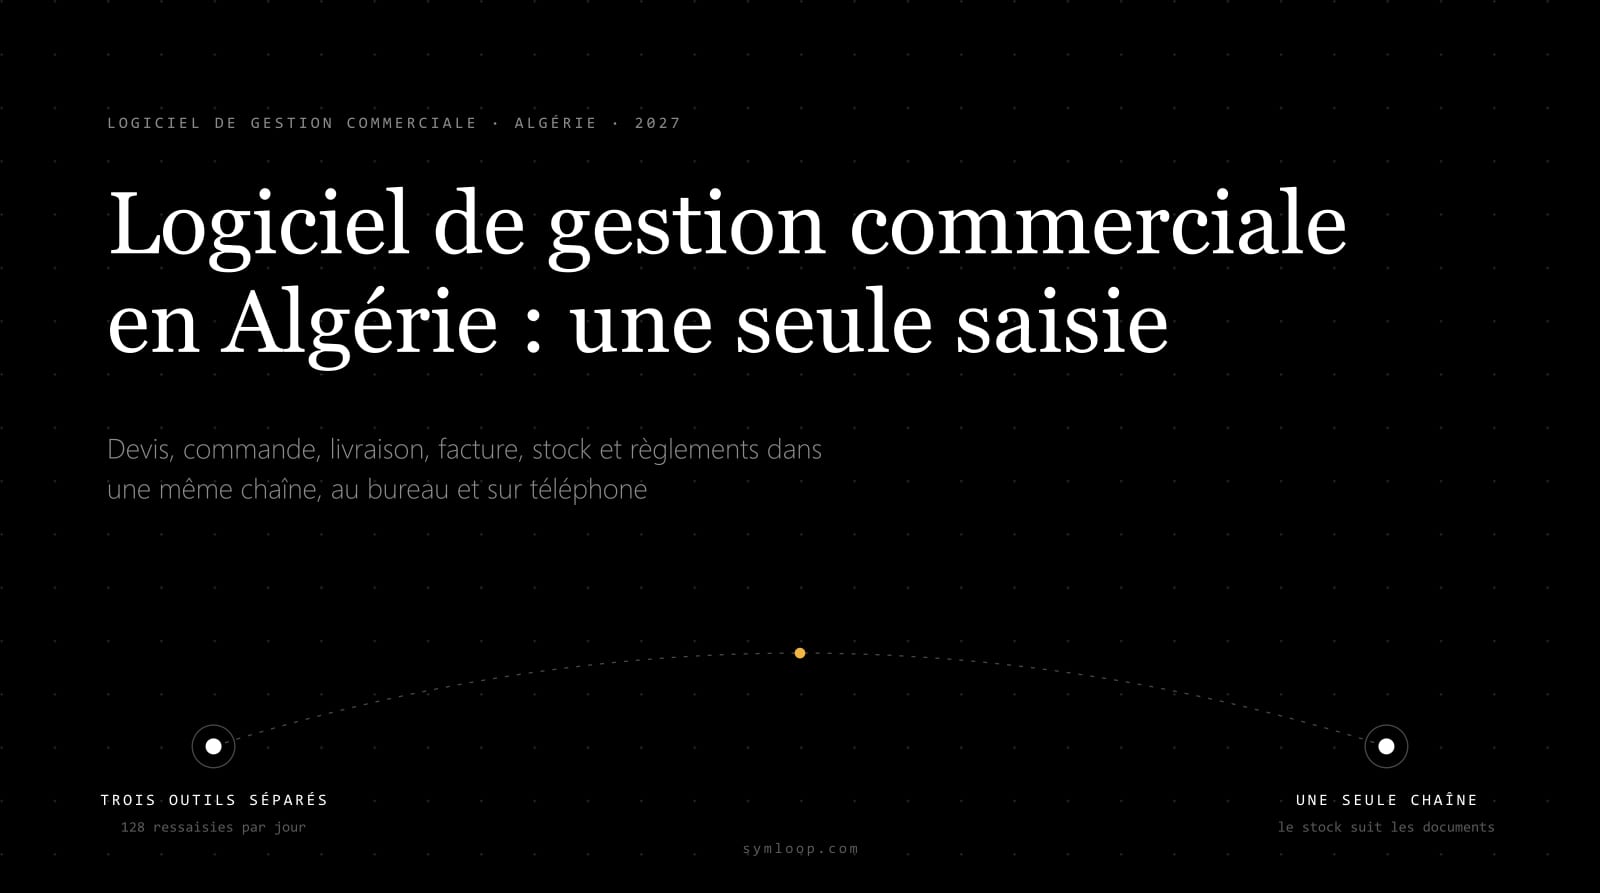 LOGICIEL DE GESTION COMMERCIALE · ALGÉRIE · 2027
Logiciel de gestion commerciale
en Algérie : une seule saisie
Devis, commande, livraison, facture, stock et règlements dans
une même chaîne, au bureau et sur téléphone
TROIS OUTILS SÉPARÉS
128 ressaisies par jour
UNE SEULE CHAÎNE
le stock suit les documents
symloop.com